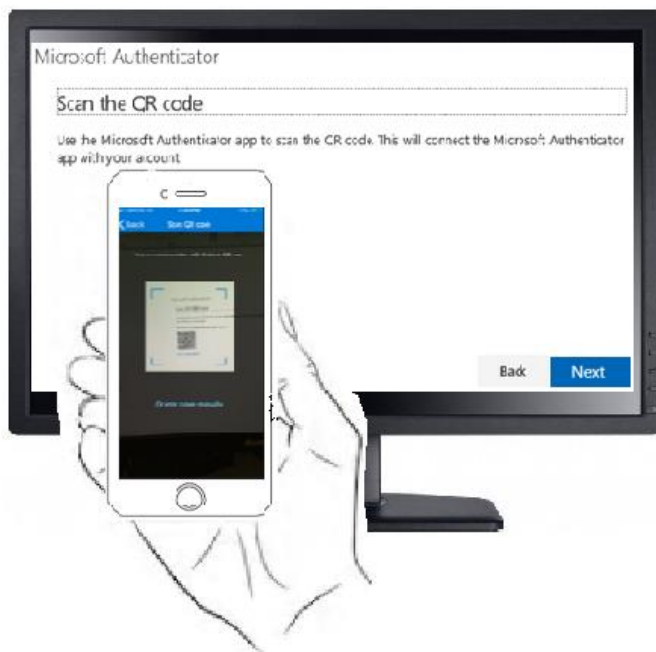 Microsoft Authenticator
Scan the QR code
Use the Microsoft Authenticator app to scan the QR code. This will connect the Microsoft Authenticator
app with your account
Back
Scan QR code
Back
Next